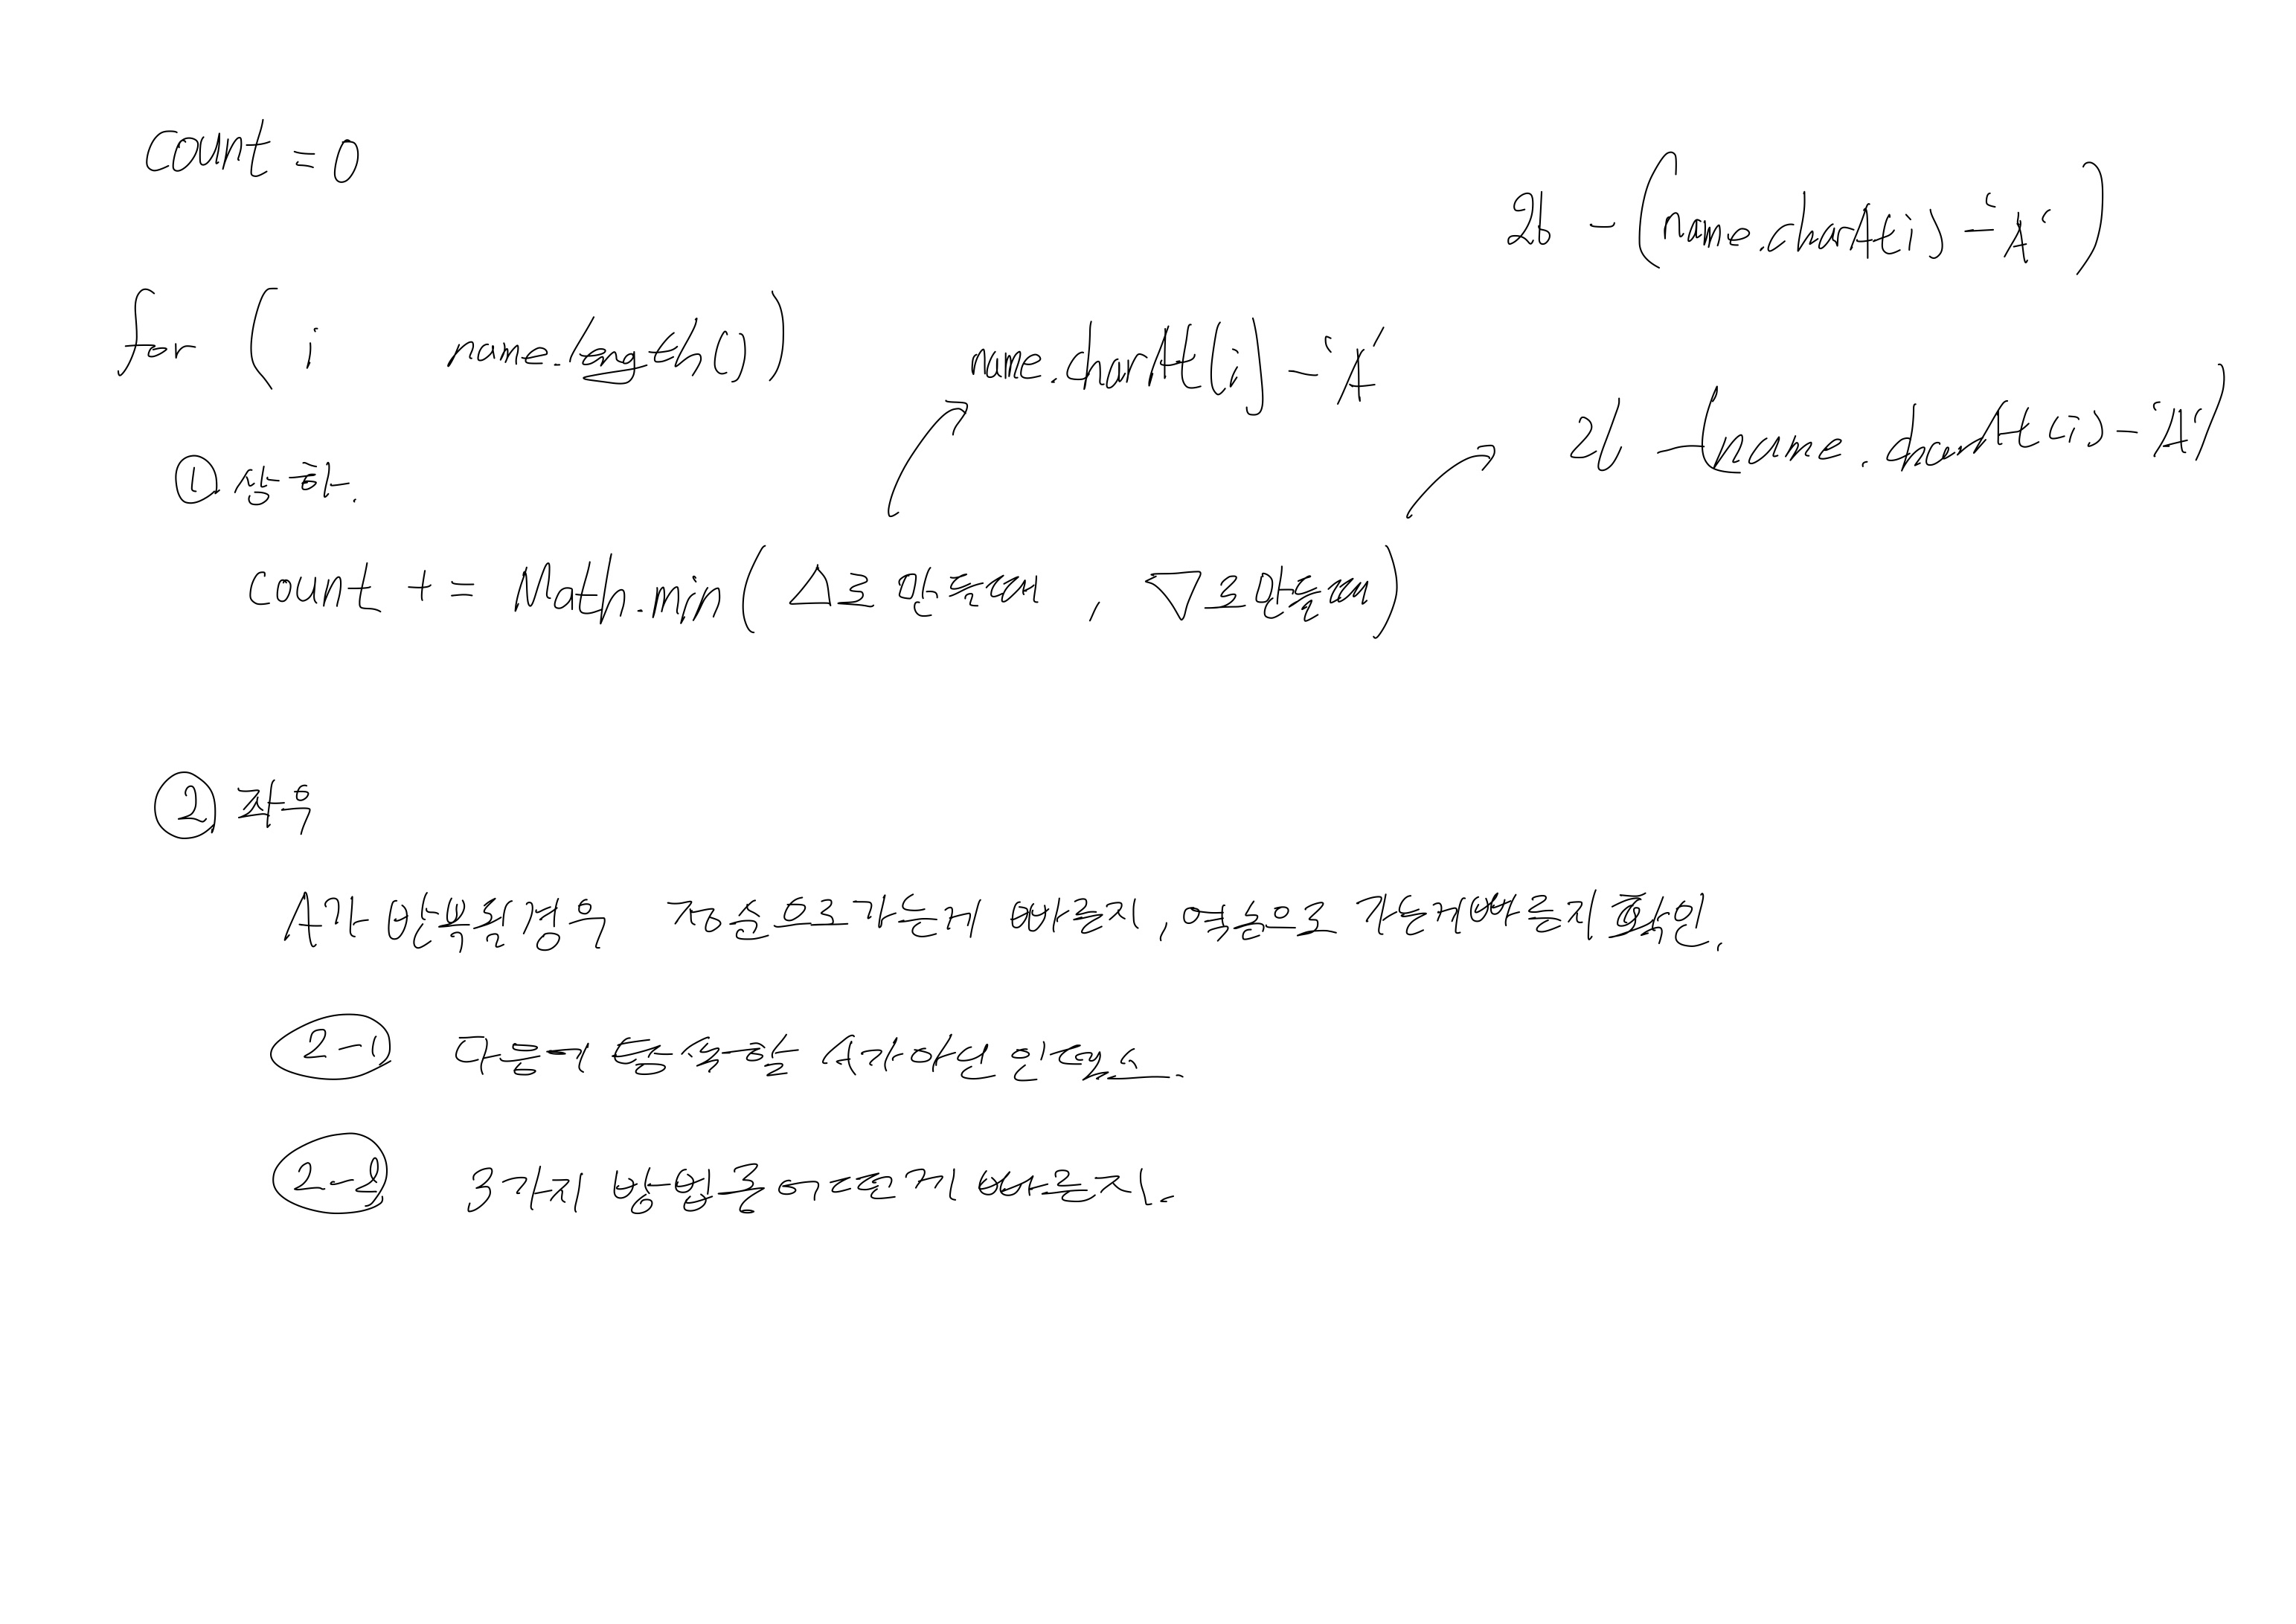 count = 0
26 - (name.charAt(i) - 'A')
for ( i name.length())
name.charAt(i) - 'A'
26 - (name.charAt(i) - 'A')
① 상하.
count += Math.min( △로 만들때 , ▽로만들때)
② 좌우
A가 반복될경우 정순으로가는게 빠른지, 역순으로 가는게빠른지 확인.
2-1 다음에 등장할 A가아닌 인덱스.
2-2 3가지 방법중 어떤게 빠른지.